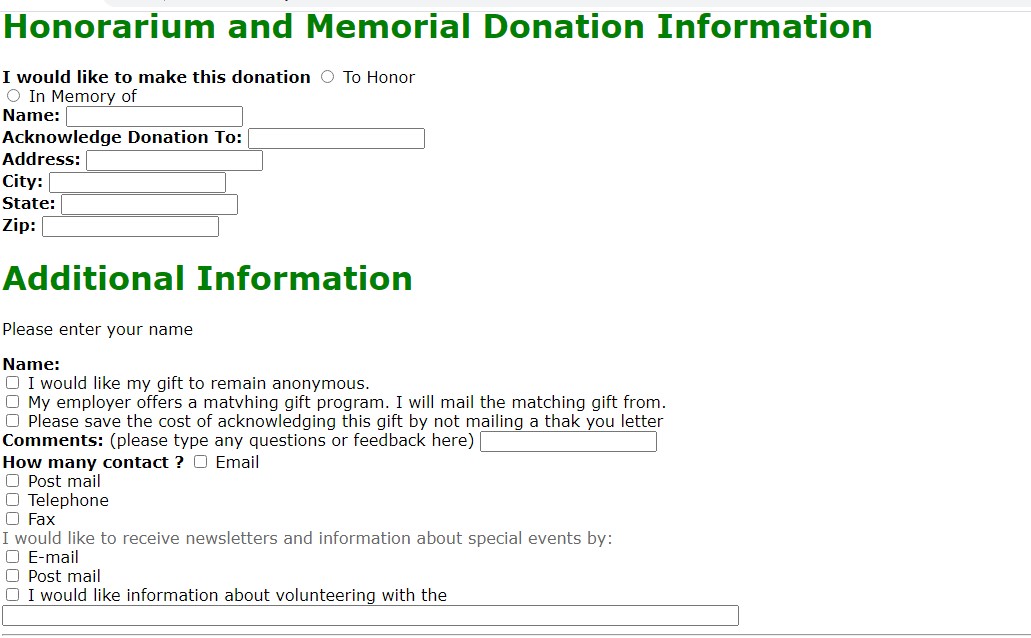 Honorarium and Memorial Donation Information
I would like to make this donation To Honor
In Memory of
Name:
Acknowledge Donation To:
Address:
City:
State:
Zip:
Additional Information
Please enter your name
Name:
I would like my gift to remain anonymous.
My employer offers a matvhing gift program. I will mail the matching gift from.
Please save the cost of acknowledging this gift by not mailing a thak you letter
Comments: (please type any questions or feedback here)
How many contact ? Email
Post mail
Telephone
Fax
I would like to receive newsletters and information about special events by:
E-mail
Post mail
I would like information about volunteering with the